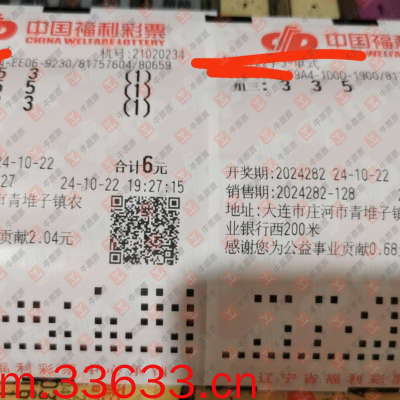 中国福利彩票
CHINA WELFARE LOTTERY
机号:21020234
-EE06-9230/81757604/80659
5 3 (1)
5 5 (1)
3 (1)
24-10-22 合计6元
27 24-10-22 19:27:15
市青堆子镇农
贡献2.04元
中国福利
9A4-1D0D-1900/81
3 3 5
开奖期:2024282 24-10-22
销售期:2024282-128
地址:大连市庄河市青堆子镇
业银行西200米
感谢您为公益事业贡献0.68
辽宁省福利彩
m.33633.cn